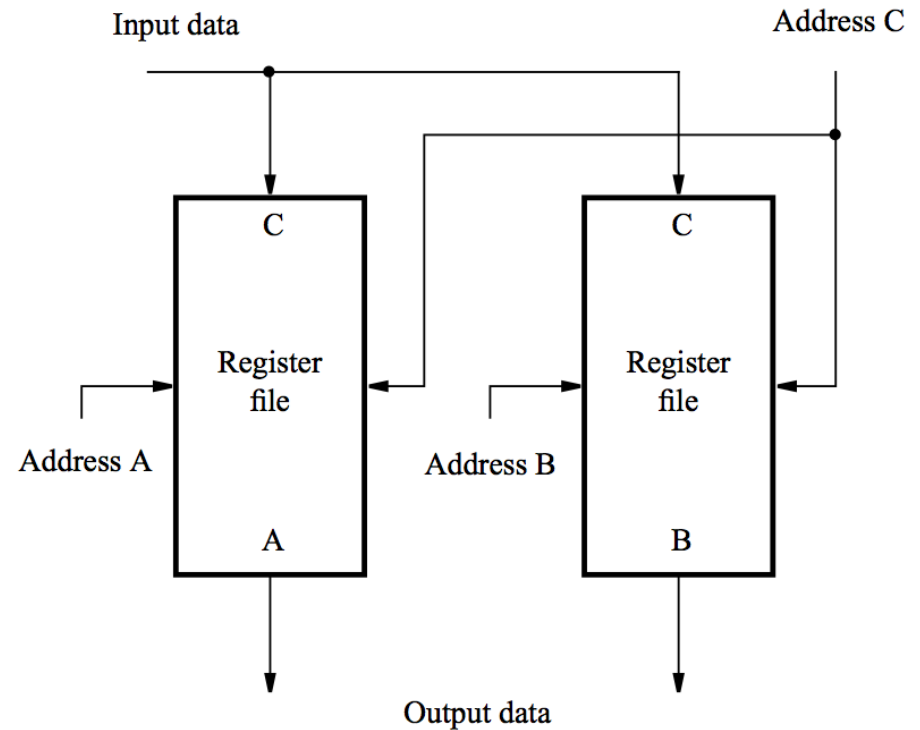 Input data
Address C
C
C
Register
file
Register
file
Address A
Address B
A
B
Output data